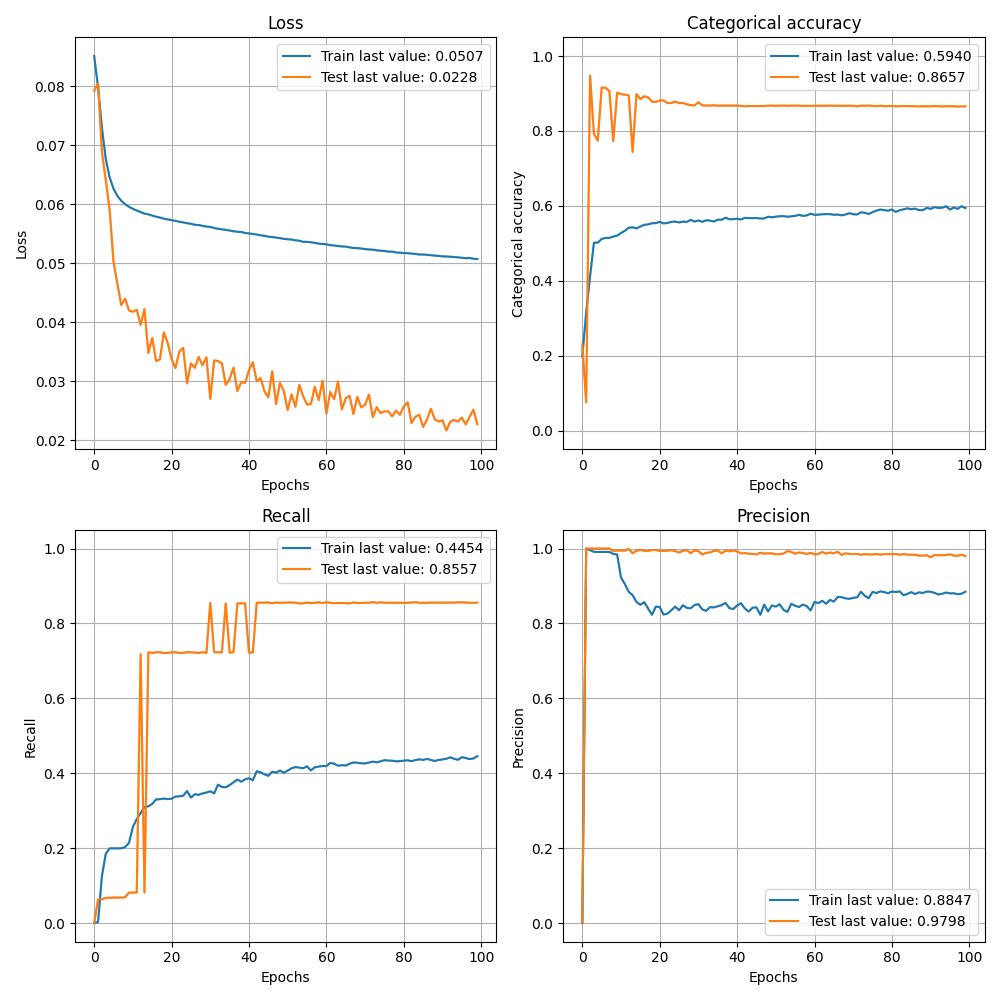 Loss
Train last value: 0.0507
Test last value: 0.0228
0.08
0.07
0.06
0.05
0.04
0.03
0.02
Loss
0 20 40 60 80 100
Epochs
Categorical accuracy
Train last value: 0.5940
Test last value: 0.8657
1.0
0.8
0.6
0.4
0.2
0.0
Categorical accuracy
0 20 40 60 80 100
Epochs
Recall
Train last value: 0.4454
Test last value: 0.8557
1.0
0.8
0.6
0.4
0.2
0.0
Recall
0 20 40 60 80 100
Epochs
Precision
1.0
0.8
0.6
0.4
0.2
0.0
Precision
Train last value: 0.8847
Test last value: 0.9798
0 20 40 60 80 100
Epochs